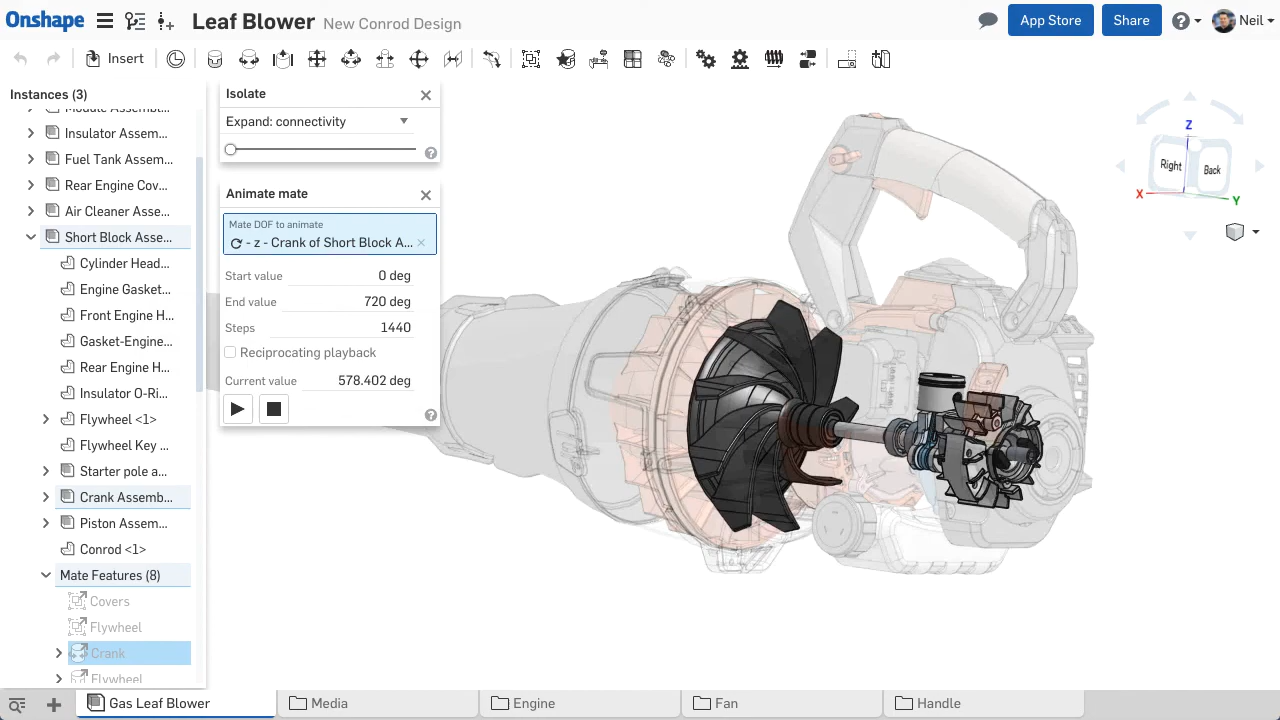 Onshape
Leaf Blower New Conrod Design
App Store
Share
Neil
Insert
Instances (3)
Module Assembl...
Insulator Assem...
Fuel Tank Assem...
Rear Engine Cov...
Air Cleaner Asse...
Short Block Asse...
Cylinder Head...
Engine Gasket...
Front Engine H...
Gasket-Engine...
Rear Engine H...
Insulator O-Ri...
Flywheel <1>
Flywheel Key ...
Starter pole a...
Crank Assemb...
Piston Assem...
Conrod <1>
Mate Features (8)
Covers
Flywheel
Crank
Flywheel
Isolate
Expand: connectivity
Animate mate
Mate DOF to animate
- z - Crank of Short Block A...
Start value 0 deg
End value 720 deg
Steps 1440
Reciprocating playback
Current value 578.402 deg
Z
Right
Back
X
Y
Gas Leaf Blower
Media
Engine
Fan
Handle